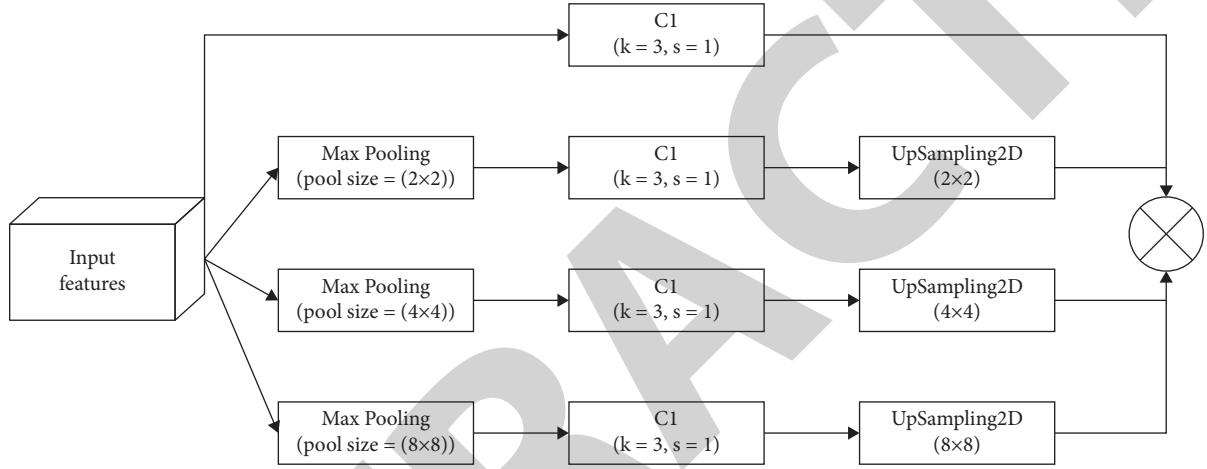 C1
(k = 3, s = 1)
Max Pooling
(pool size = (2×2))
C1
(k = 3, s = 1)
UpSampling2D
(2×2)
Input
features
Max Pooling
(pool size = (4×4))
C1
(k = 3, s = 1)
UpSampling2D
(4×4)
Max Pooling
(pool size = (8×8))
C1
(k = 3, s = 1)
UpSampling2D
(8×8)